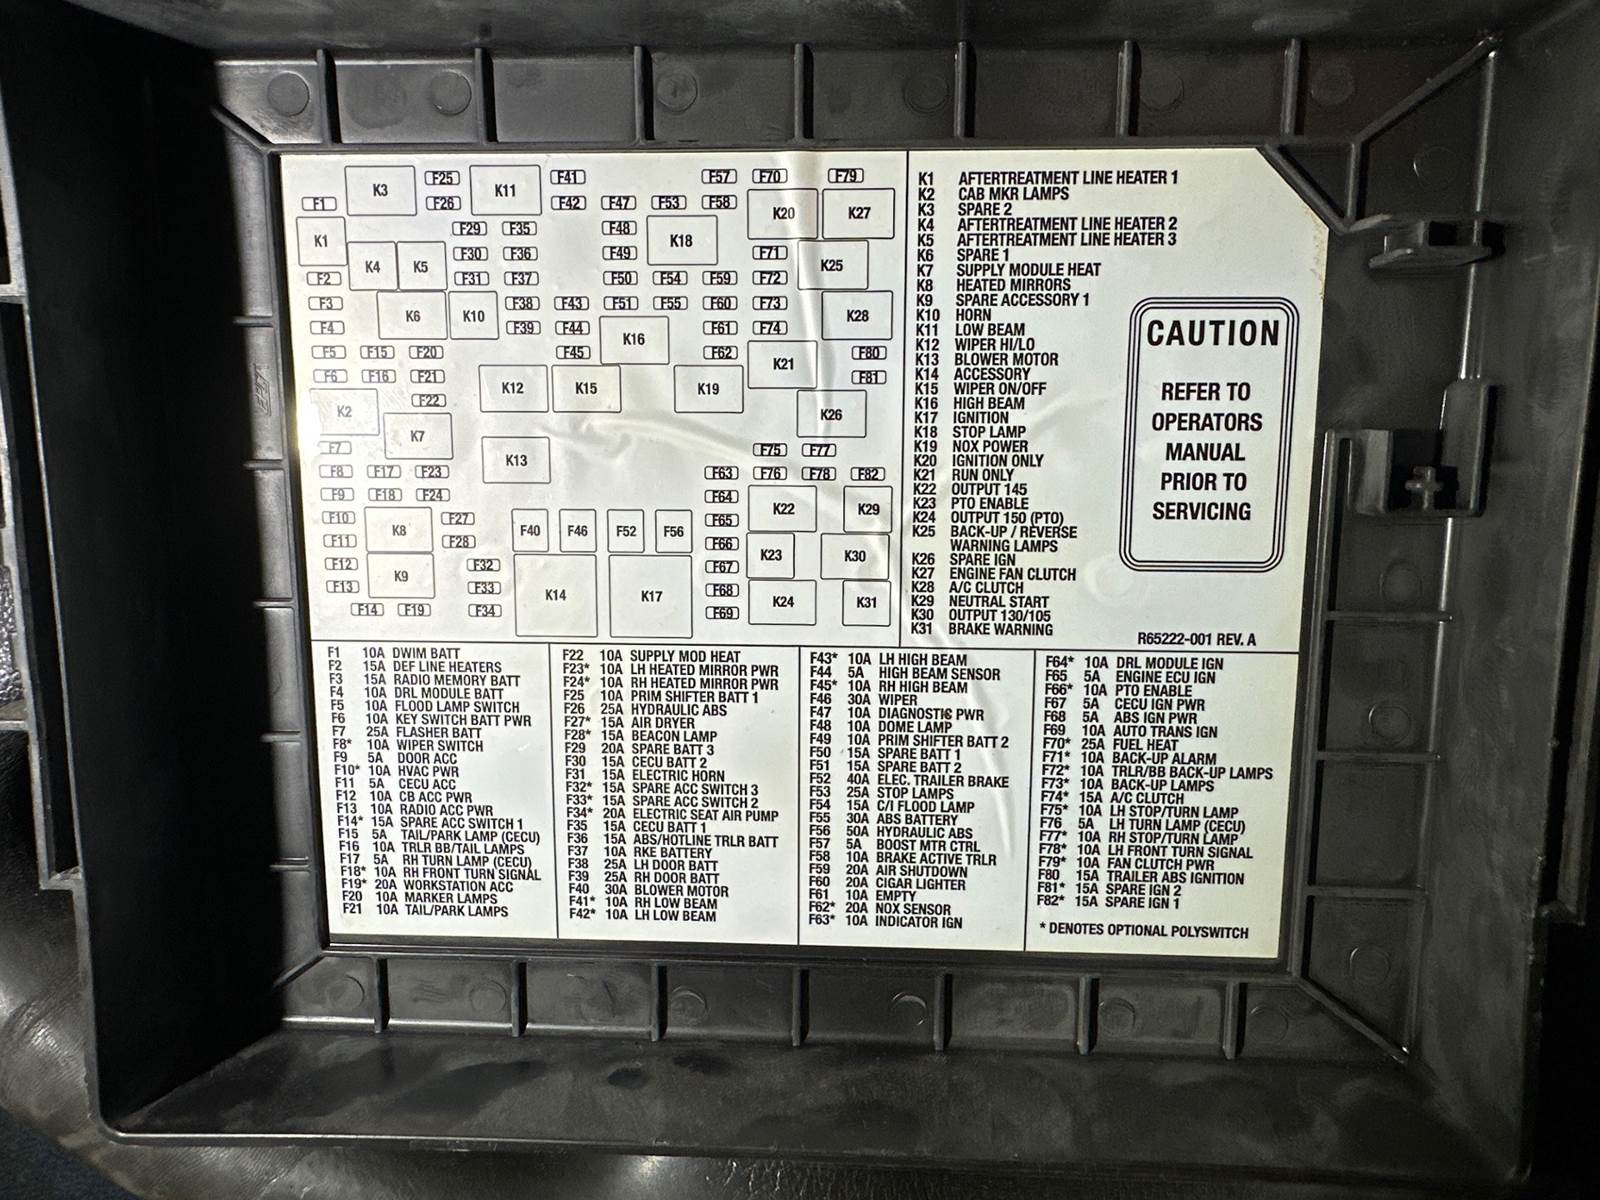 K3 F25 K11 F41 F57 F70 F79
F1 F26 F42 F47 F53 F58 K20 K27
K1 F29 F35 F48 K18
K4 K5 F30 F36 F49 F71 K25
F2 F31 F37 F50 F54 F59 F72
F3 K6 K10 F38 F43 F51 F55 F60 F73 K28
F4 F39 F44 K16 F61 F74
F5 F15 F20 F45 F62 K21 F80
F6 F16 F21 K12 K15 K19 F81
K2 F22 K26
F7 K7 K13 F75 F77
F8 F17 F23 F63 F76 F78 F82
F9 F18 F24 F64 K22 K29
F10 K8 F27 F40 F46 F52 F56 F65
F11 F28 F66 K23 K30
F12 K9 F32 F67
F13 F33 K14 K17 F68 K24 K31
F14 F19 F34 F69
K1 AFTERTREATMENT LINE HEATER 1
K2 CAB MKR LAMPS
K3 SPARE 2
K4 AFTERTREATMENT LINE HEATER 2
K5 AFTERTREATMENT LINE HEATER 3
K6 SPARE 1
K7 SUPPLY MODULE HEAT
K8 HEATED MIRRORS
K9 SPARE ACCESSORY 1
K10 HORN
K11 LOW BEAM
K12 WIPER HI/LO
K13 BLOWER MOTOR
K14 ACCESSORY
K15 WIPER ON/OFF
K16 HIGH BEAM
K17 IGNITION
K18 STOP LAMP
K19 NOX POWER
K20 IGNITION ONLY
K21 RUN ONLY
K22 OUTPUT 145
K23 PTO ENABLE
K24 OUTPUT 150 (PTO)
K25 BACK-UP / REVERSE
WARNING LAMPS
K26 SPARE IGN
K27 ENGINE FAN CLUTCH
K28 A/C CLUTCH
K29 NEUTRAL START
K30 OUTPUT 130/105
K31 BRAKE WARNING
CAUTION
REFER TO
OPERATORS
MANUAL
PRIOR TO
SERVICING
R65222-001 REV. A
F1 10A DWIM BATT
F2 15A DEF LINE HEATERS
F3 15A RADIO MEMORY BATT
F4 10A DRL MODULE BATT
F5 10A FLOOD LAMP SWITCH
F6 10A KEY SWITCH BATT PWR
F7 25A FLASHER BATT
F8* 10A WIPER SWITCH
F9 5A DOOR ACC
F10* 10A HVAC PWR
F11 5A CECU ACC
F12 10A CB ACC PWR
F13 10A RADIO ACC PWR
F14* 15A SPARE ACC SWITCH 1
F15 5A TAIL/PARK LAMP (CECU)
F16 10A TRLR BB/TAIL LAMPS
F17 5A RH TURN LAMP (CECU)
F18* 10A RH FRONT TURN SIGNAL
F19* 20A WORKSTATION ACC
F20 10A MARKER LAMPS
F21 10A TAIL/PARK LAMPS
F22 10A SUPPLY MOD HEAT
F23* 10A LH HEATED MIRROR PWR
F24* 10A RH HEATED MIRROR PWR
F25 10A PRIM SHIFTER BATT 1
F26 25A HYDRAULIC ABS
F27* 15A AIR DRYER
F28* 15A BEACON LAMP
F29 20A SPARE BATT 3
F30 15A CECU BATT 2
F31 15A ELECTRIC HORN
F32* 15A SPARE ACC SWITCH 3
F33* 15A SPARE ACC SWITCH 2
F34* 20A ELECTRIC SEAT AIR PUMP
F35 15A CECU BATT 1
F36 15A ABS/HOTLINE TRLR BATT
F37 10A RKE BATTERY
F38 25A LH DOOR BATT
F39 25A RH DOOR BATT
F40 30A BLOWER MOTOR
F41* 10A RH LOW BEAM
F42* 10A LH LOW BEAM
F43* 10A LH HIGH BEAM
F44 5A HIGH BEAM SENSOR
F45* 10A RH HIGH BEAM
F46 30A WIPER
F47 10A DIAGNOSTIC PWR
F48 10A DOME LAMP
F49 10A PRIM SHIFTER BATT 2
F50 15A SPARE BATT 1
F51 15A SPARE BATT 2
F52 40A ELEC. TRAILER BRAKE
F53 25A STOP LAMPS
F54 15A C/I FLOOD LAMP
F55 30A ABS BATTERY
F56 50A HYDRAULIC ABS
F57 5A BOOST MTR CTRL
F58 10A BRAKE ACTIVE TRLR
F59 20A AIR SHUTDOWN
F60 20A CIGAR LIGHTER
F61 10A EMPTY
F62* 20A NOX SENSOR
F63* 10A INDICATOR IGN
F64* 10A DRL MODULE IGN
F65 5A ENGINE ECU IGN
F66* 10A PTO ENABLE
F67 5A CECU IGN PWR
F68 5A ABS IGN PWR
F69 10A AUTO TRANS IGN
F70* 25A FUEL HEAT
F71* 10A BACK-UP ALARM
F72* 10A TRLR/BB BACK-UP LAMPS
F73* 10A BACK-UP LAMPS
F74* 15A A/C CLUTCH
F75* 10A LH STOP/TURN LAMP
F76 5A LH TURN LAMP (CECU)
F77* 10A RH STOP/TURN LAMP
F78* 10A LH FRONT TURN SIGNAL
F79* 10A FAN CLUTCH PWR
F80 15A TRAILER ABS IGNITION
F81* 15A SPARE IGN 2
F82* 15A SPARE IGN 1
* DENOTES OPTIONAL POLYSWITCH